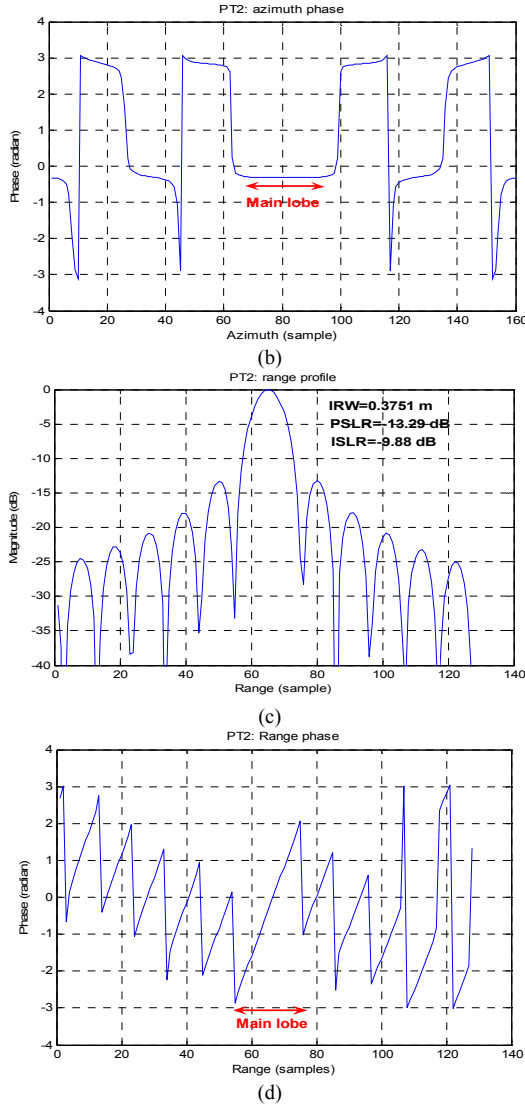 PT2: azimuth phase
4
3
2
1
0
-1
-2
-3
-4
Phase (radian)
Main lobe
0 20 40 60 80 100 120 140 160
Azimuth (sample)
(b)
PT2: range profile
0
-5
-10
-15
-20
-25
-30
-35
-40
Magnitude (dB)
IRW=0.3751 m
PSLR=-13.29 dB
ISLR=-9.88 dB
0 20 40 60 80 100 120 140
Range (sample)
(c)
PT2: Range phase
4
3
2
1
0
-1
-2
-3
-4
Phase (radian)
Main lobe
0 20 40 60 80 100 120 140
Range (samples)
(d)